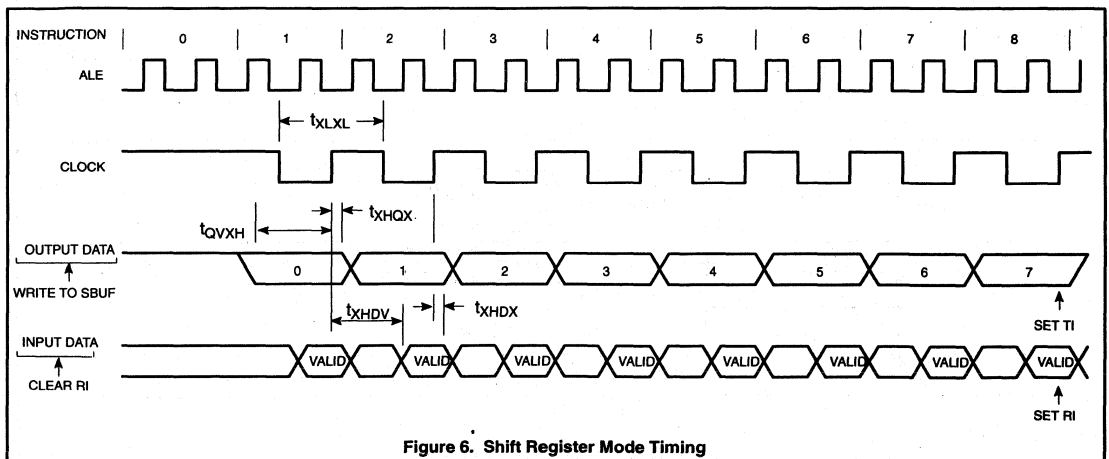 INSTRUCTION 0 1 2 3 4 5 6 7 8
ALE
tXLXL
CLOCK
tXHQX
tQVXH
OUTPUT DATA
0 1 2 3 4 5 6 7
WRITE TO SBUF
tXHDV
tXHDX
SET TI
INPUT DATA
VALID VALID VALID VALID VALID VALID VALID VALID
CLEAR RI
SET RI
Figure 6. Shift Register Mode Timing